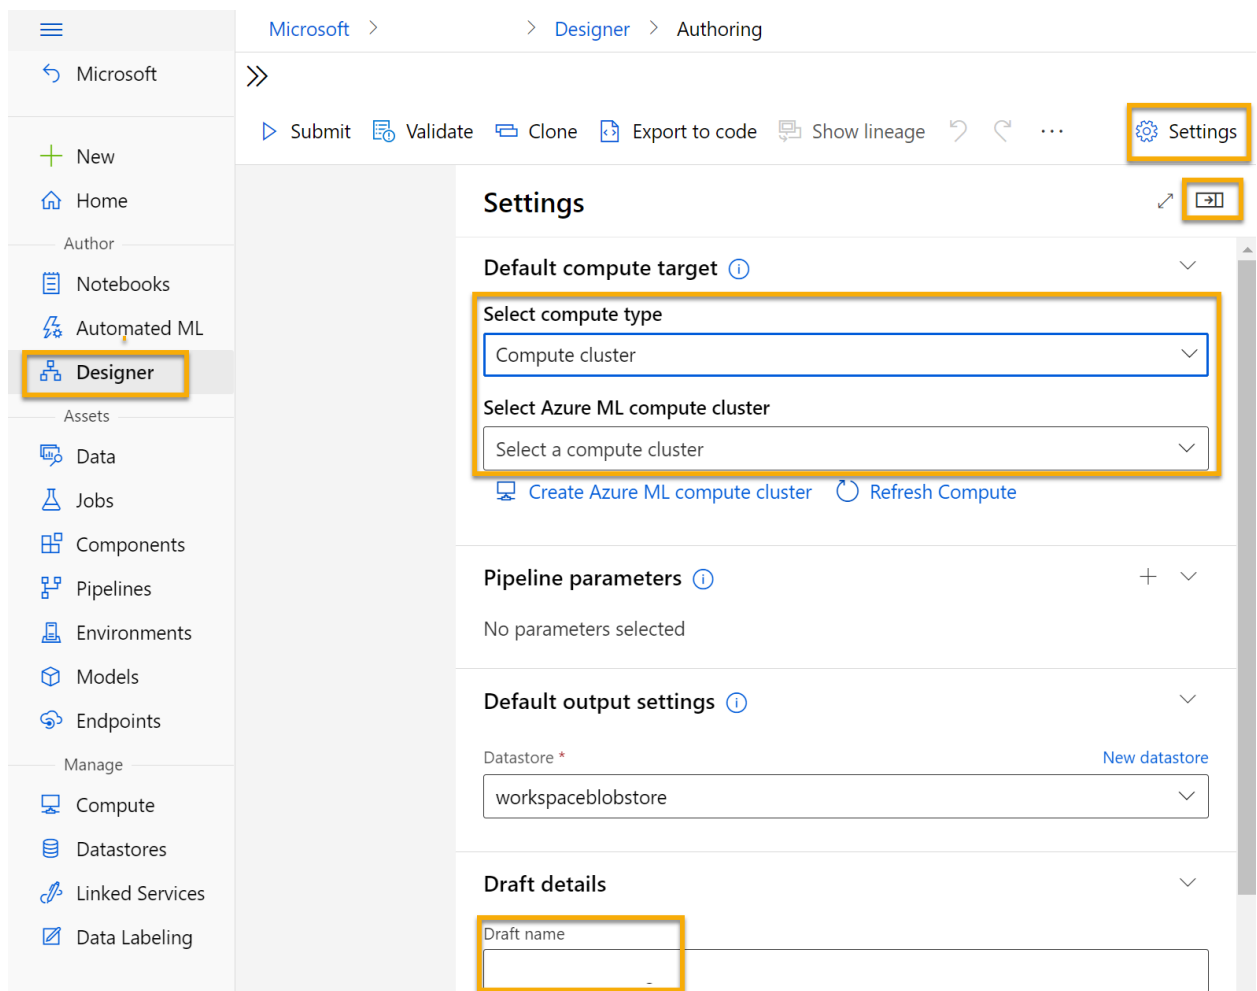 Microsoft > > Designer > Authoring
Microsoft
Submit Validate Clone Export to code Show lineage ... Settings
New
Home
Settings
Author
Default compute target
Notebooks
Select compute type
Automated ML
Compute cluster
Designer
Select Azure ML compute cluster
Assets
Select a compute cluster
Data
Create Azure ML compute cluster Refresh Compute
Jobs
Components
Pipeline parameters
Pipelines
No parameters selected
Environments
Models
Default output settings
Endpoints
Datastore * New datastore
Manage
workspaceblobstore
Compute
Datastores
Draft details
Linked Services
Draft name
Data Labeling